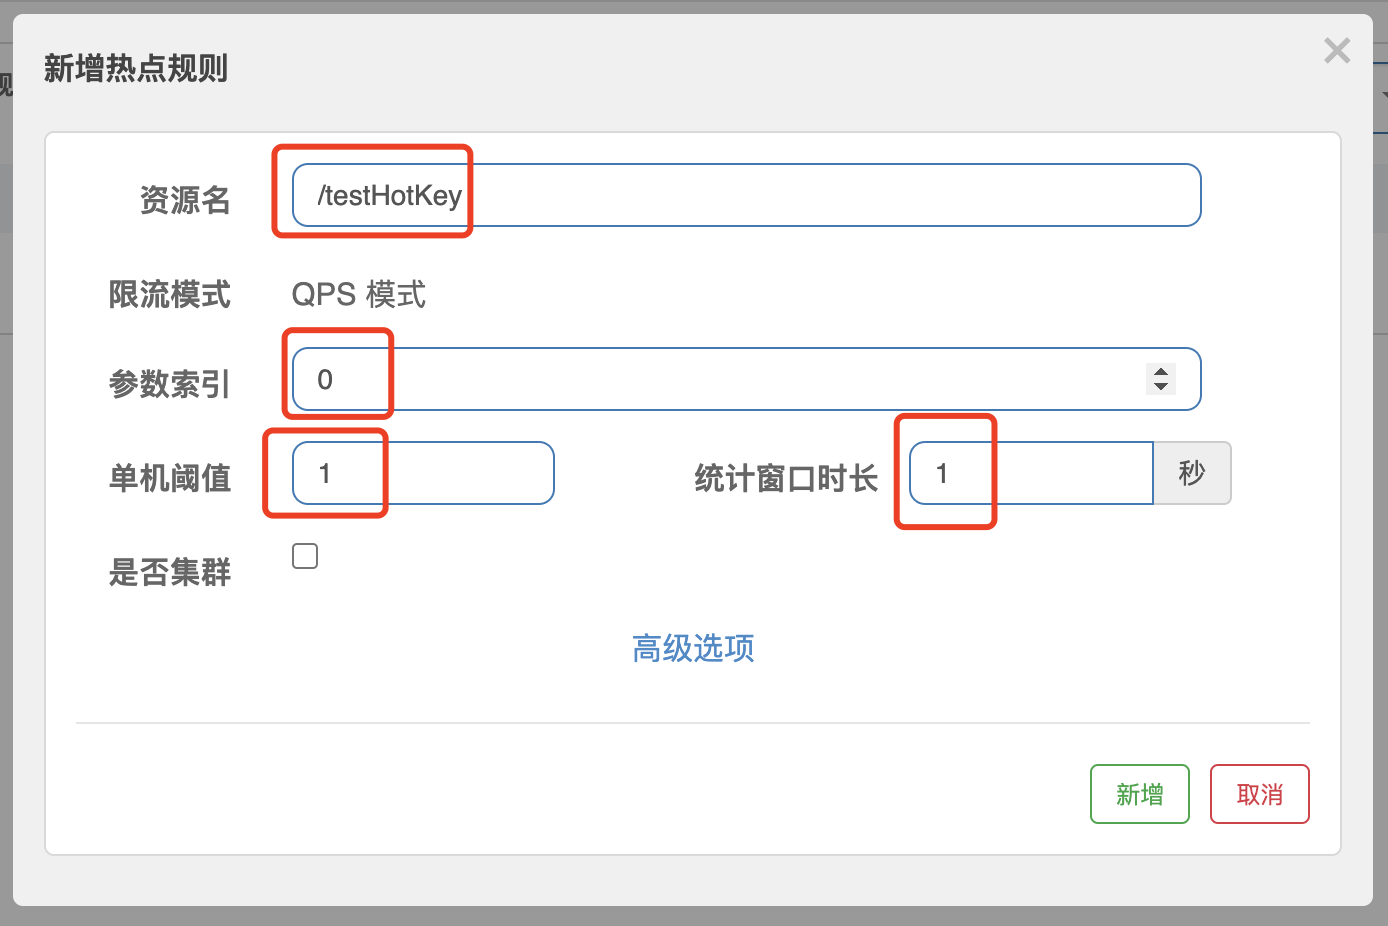 新增热点规则
资源名 /testHotKey
限流模式 QPS 模式
参数索引 0
单机阈值 1 统计窗口时长 1 秒
是否集群
高级选项
新增 取消